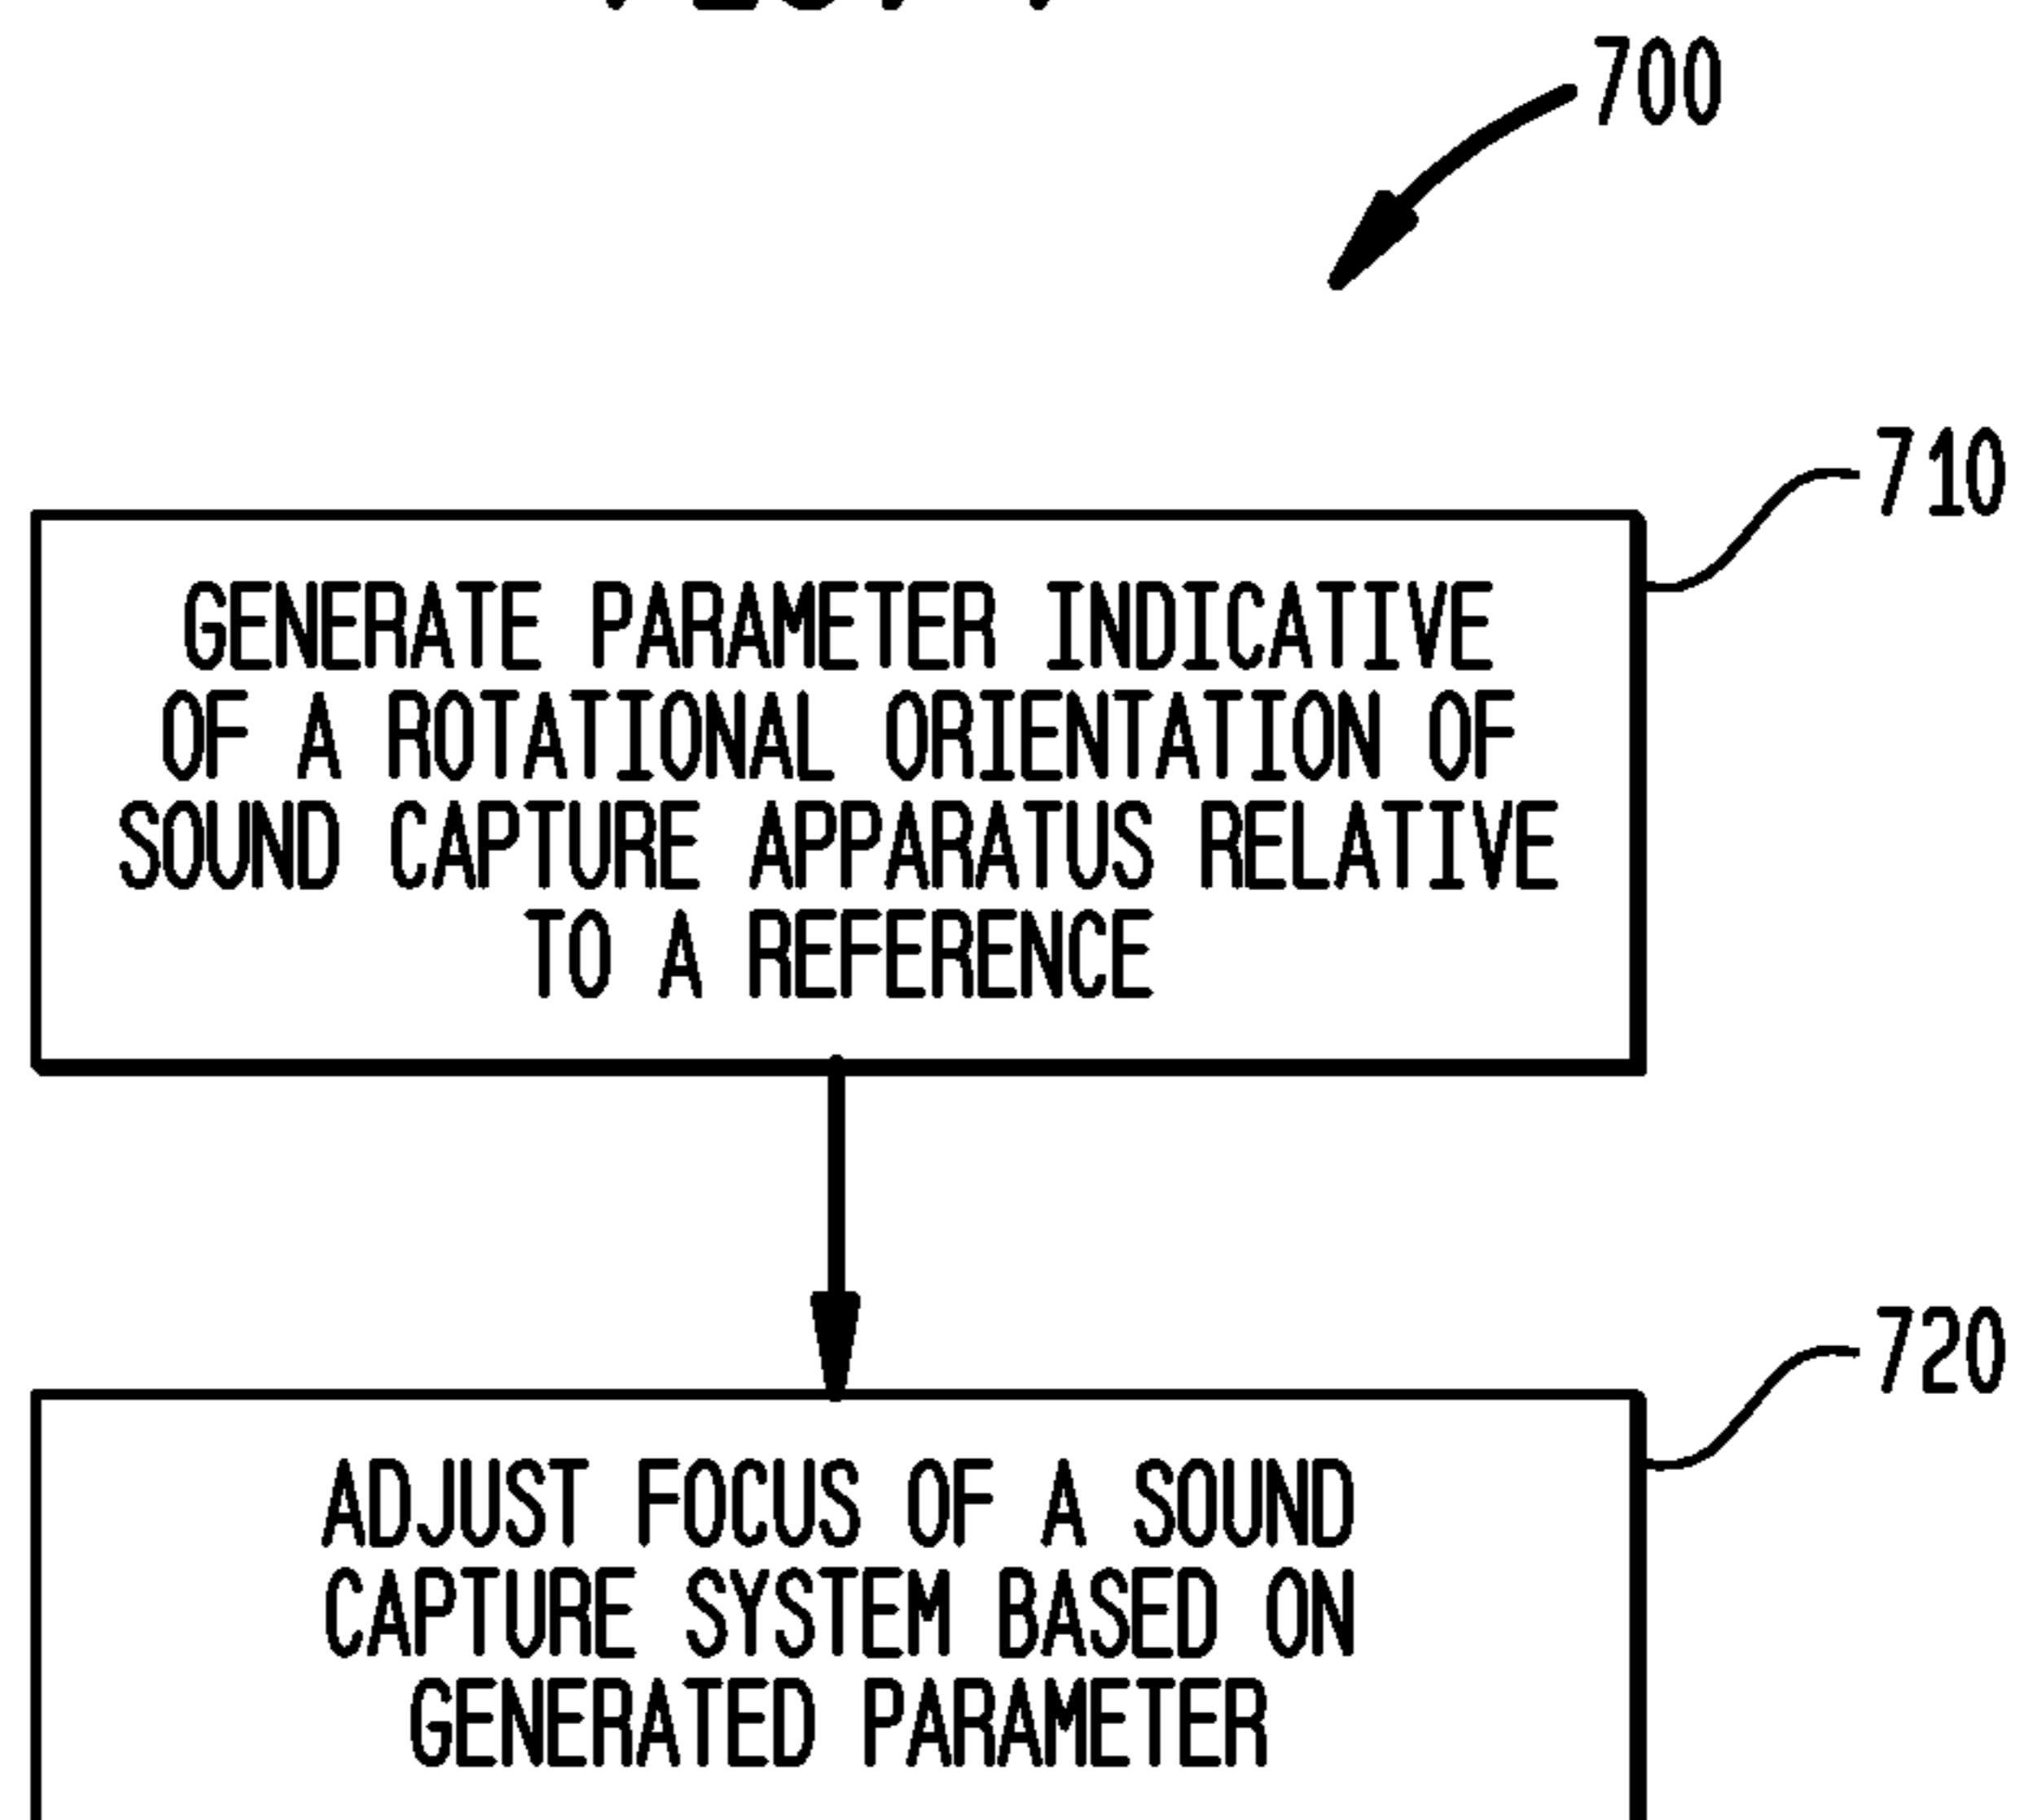 700
710
GENERATE PARAMETER INDICATIVE
OF A ROTATIONAL ORIENTATION OF
SOUND CAPTURE APPARATUS RELATIVE
TO A REFERENCE
720
ADJUST FOCUS OF A SOUND
CAPTURE SYSTEM BASED ON
GENERATED PARAMETER